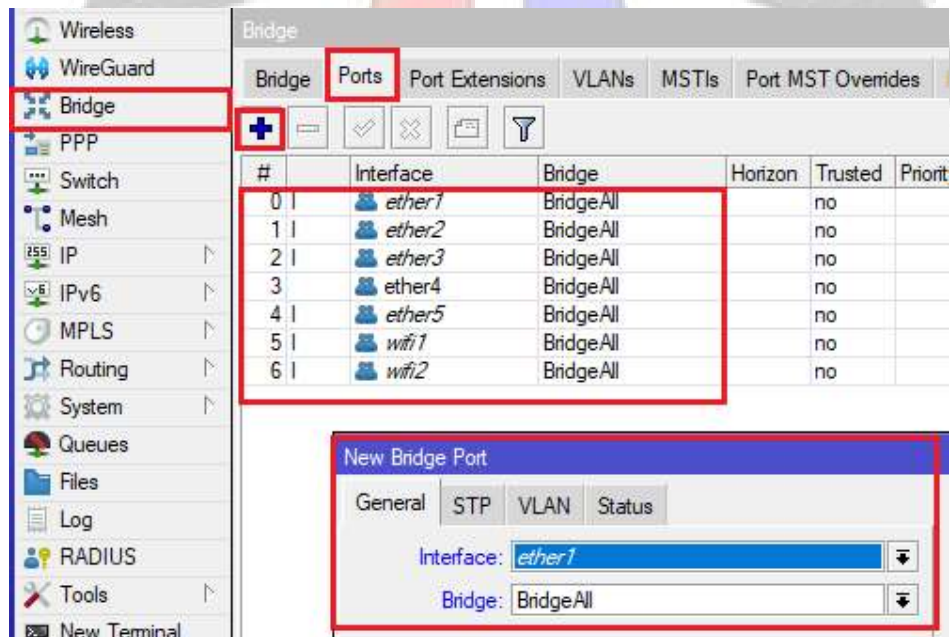 Wireless
WireGuard
Bridge
PPP
Switch
Mesh
IP
IPv6
MPLS
Routing
System
Queues
Files
Log
RADIUS
Tools
New Terminal
Bridge
Bridge Ports Port Extensions VLANs MSTIs Port MST Overrides
# Interface Bridge Horizon Trusted Priorit
0 I ether1 BridgeAll no
1 I ether2 BridgeAll no
2 I ether3 BridgeAll no
3 ether4 BridgeAll no
4 I ether5 BridgeAll no
5 I wifi1 BridgeAll no
6 I wifi2 BridgeAll no
New Bridge Port
General STP VLAN Status
Interface: ether1
Bridge: BridgeAll